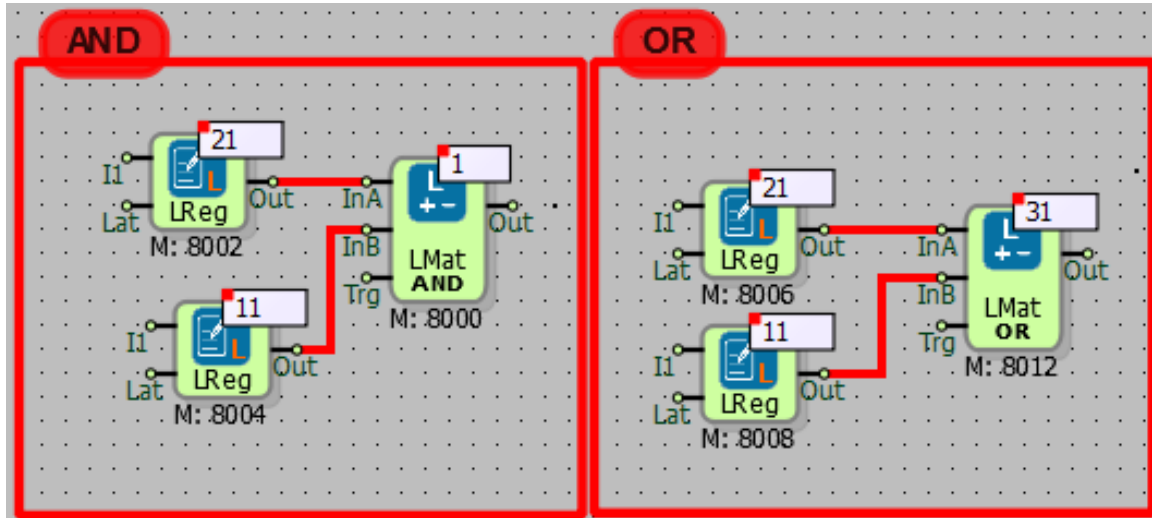 AND
21
I1
Lat
LReg
Out
M: 8002
1
InA
InB
Trg
LMat
AND
Out
M: 8000
11
I1
Lat
LReg
Out
M: 8004
OR
21
I1
Lat
LReg
Out
M: 8006
31
InA
InB
Trg
LMat
OR
Out
M: 8012
11
I1
Lat
LReg
Out
M: 8008
L
+-
L
+-
L
L
L
L